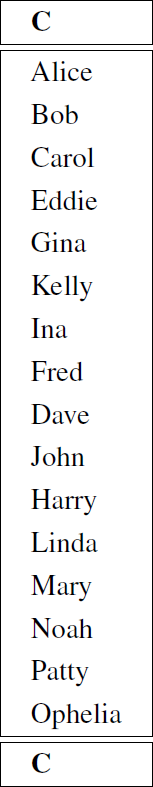 C
Alice
Bob
Carol
Eddie
Gina
Kelly
Ina
Fred
Dave
John
Harry
Linda
Mary
Noah
Patty
Ophelia
C